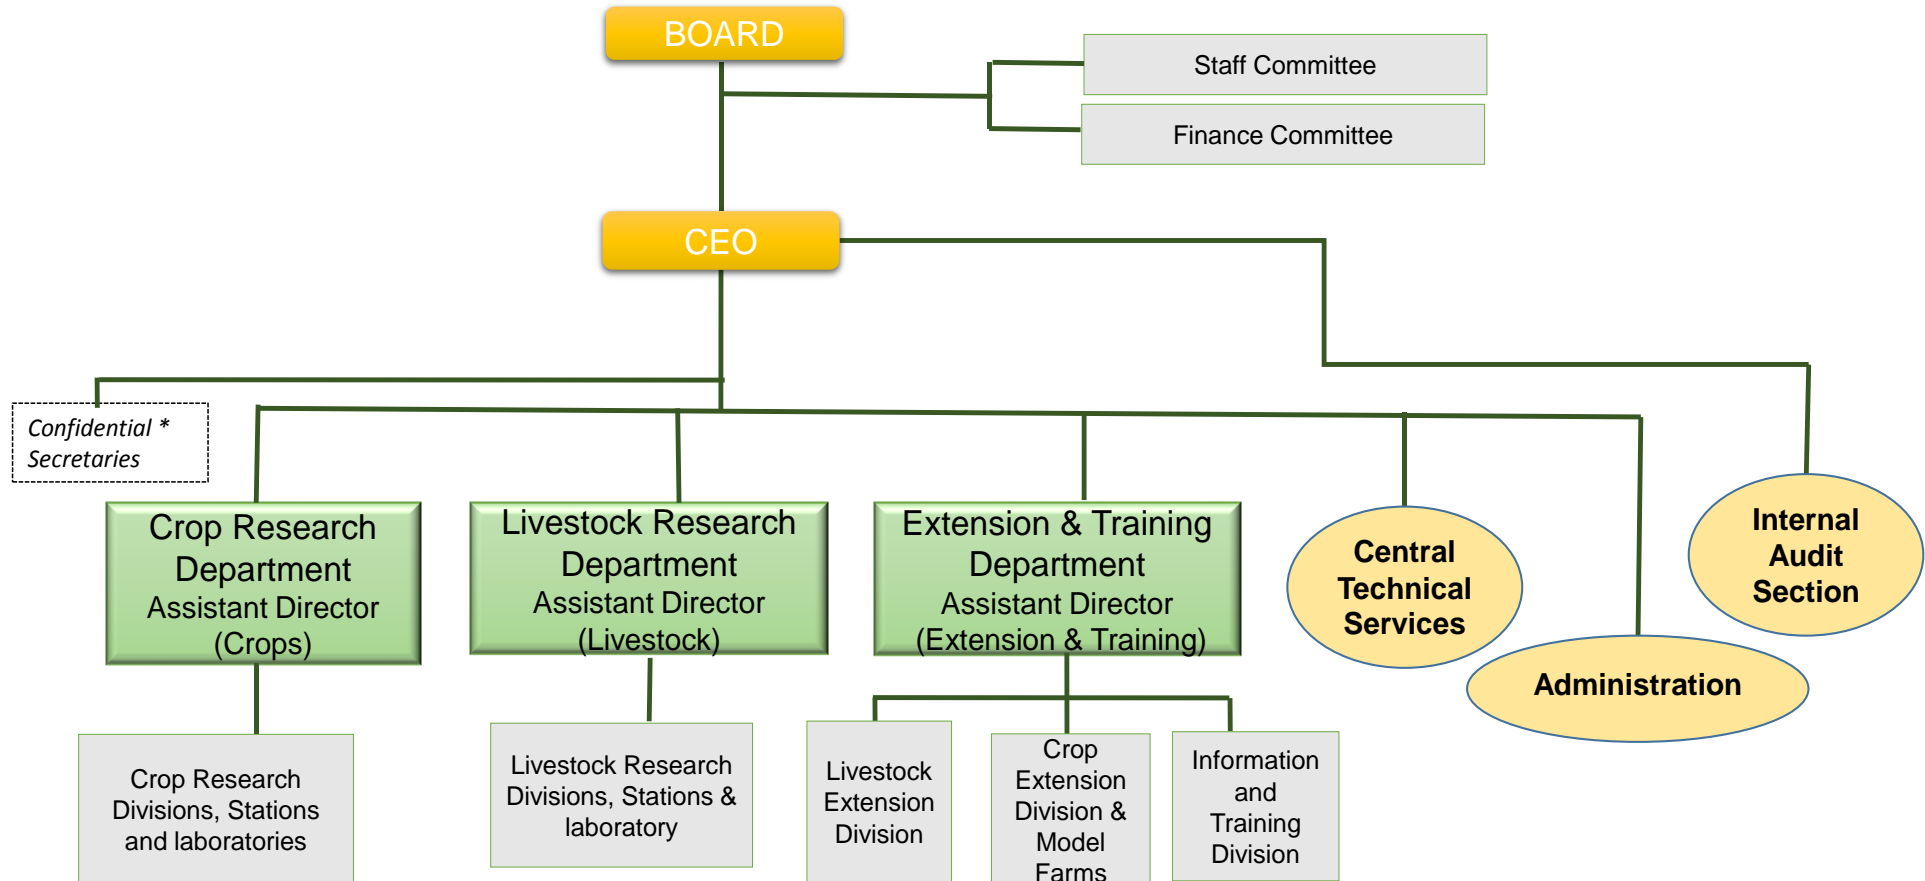 BOARD
Staff Committee
Finance Committee
CEO
Confidential *
Secretaries
Crop Research
Department
Assistant Director
(Crops)
Livestock Research
Department
Assistant Director
(Livestock)
Extension & Training
Department
Assistant Director
(Extension & Training)
Central
Technical
Services
Internal
Audit
Section
Administration
Crop Research
Divisions, Stations
and laboratories
Livestock Research
Divisions, Stations &
laboratory
Livestock
Extension
Division
Crop
Extension
Division &
Model
Farms
Information
and
Training
Division